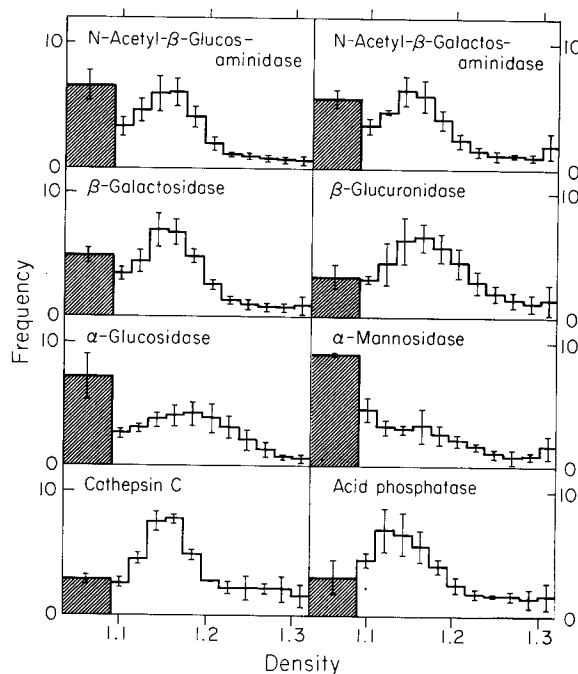 10
N-Acetyl-β-Glucos-
aminidase
N-Acetyl-β-Galactos-
aminidase
10
0
0
10
β-Galactosidase
β-Glucuronidase
10
0
0
Frequency
10
α-Glucosidase
α-Mannosidase
10
0
0
10
Cathepsin C
Acid phosphatase
10
0
0
1.1
1.2
1.3
1.1
1.2
1.3
Density